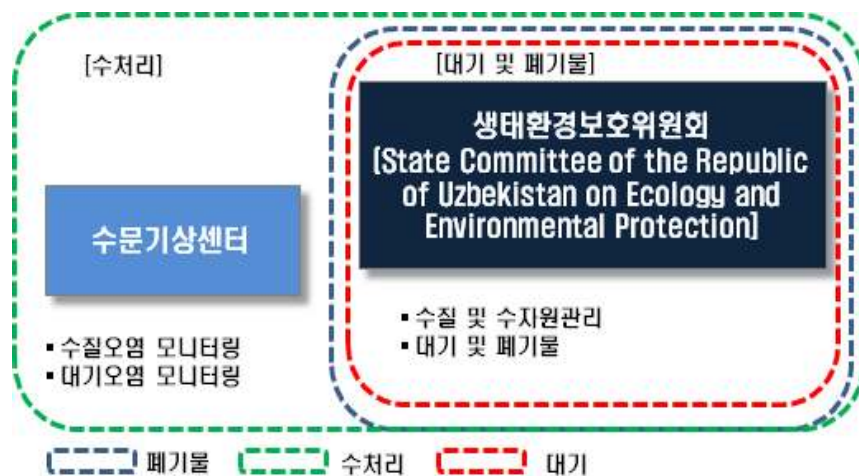 [수처리]
[대기 및 폐기물]
생태환경보호위원회
[State Committee of the Republic
of Uzbekistan on Ecology and
Environmental Protection]
수문기상센터
▪ 수질 및 수자원관리
▪ 대기 및 폐기물
▪ 수질오염 모니터링
▪ 대기오염 모니터링
폐기물 수처리 대기